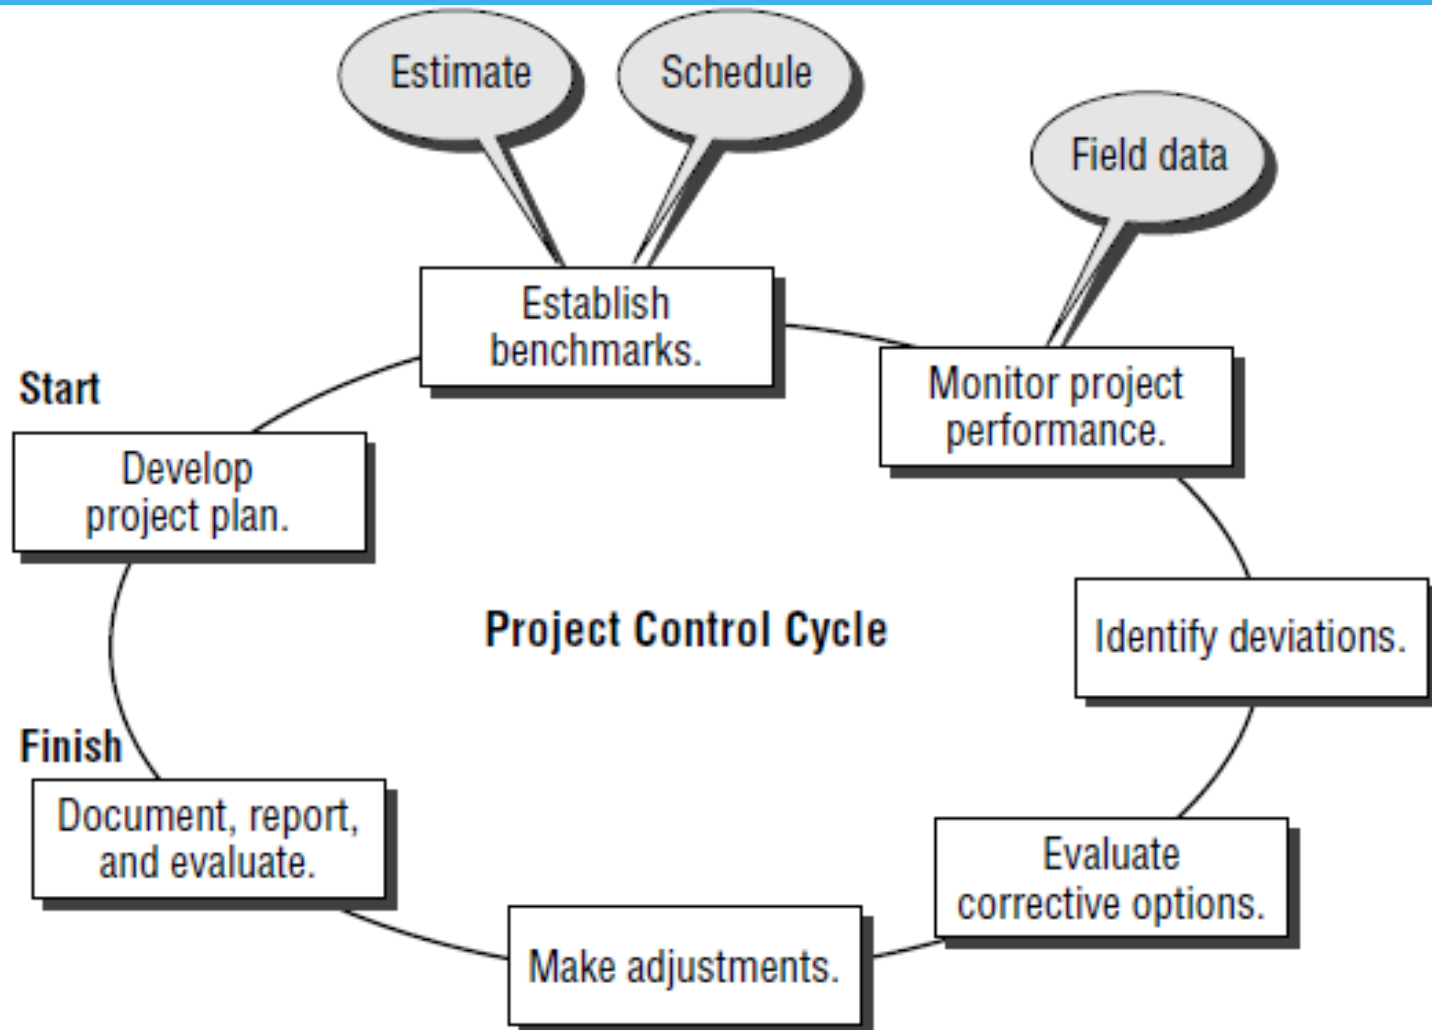 Estimate
Schedule
Field data
Establish
benchmarks.
Monitor project
performance.
Start
Develop
project plan.
Project Control Cycle
Identify deviations.
Finish
Document, report,
and evaluate.
Evaluate
corrective options.
Make adjustments.